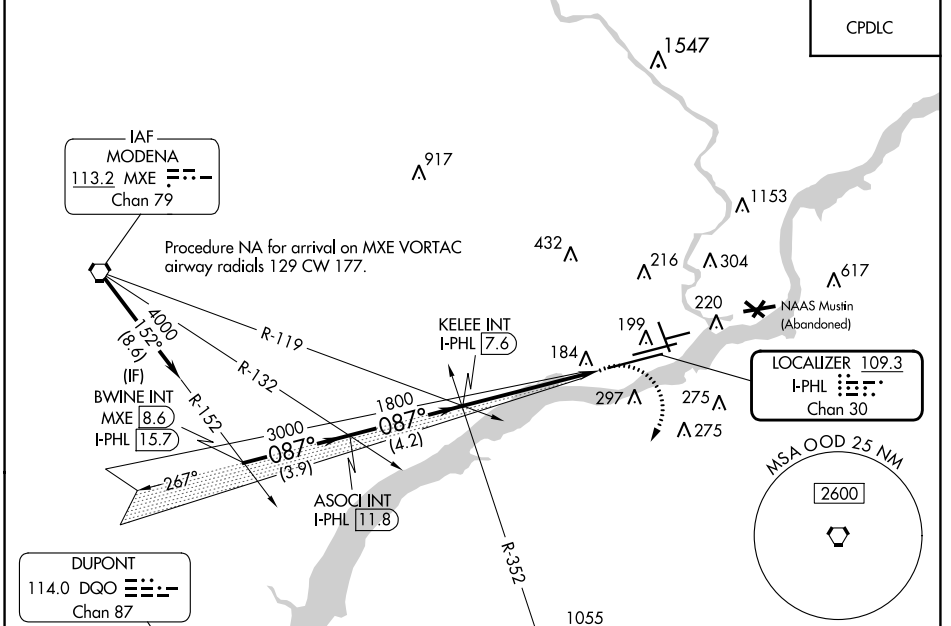 CPDLC
1547
IAF
MODENA
113.2 MXE
Chan 79
917
1153
Procedure NA for arrival on MXE VORTAC
airway radials 129 CW 177.
432
216
304
617
NAAS Mustin
(Abandoned)
220
199
184
4000
152°
(8.6)
(IF)
R-119
R-132
R-152
KELEE INT
I-PHL 7.6
BWINE INT
MXE 8.6
I-PHL 15.7
LOCALIZER 109.3
I-PHL
Chan 30
1800
3000
087°
(3.9)
087°
(4.2)
267°
297
275
275
ASOCI INT
I-PHL 11.8
MSA OOD 25 NM
2600
R-352
DUPONT
114.0 DQO
Chan 87
1055